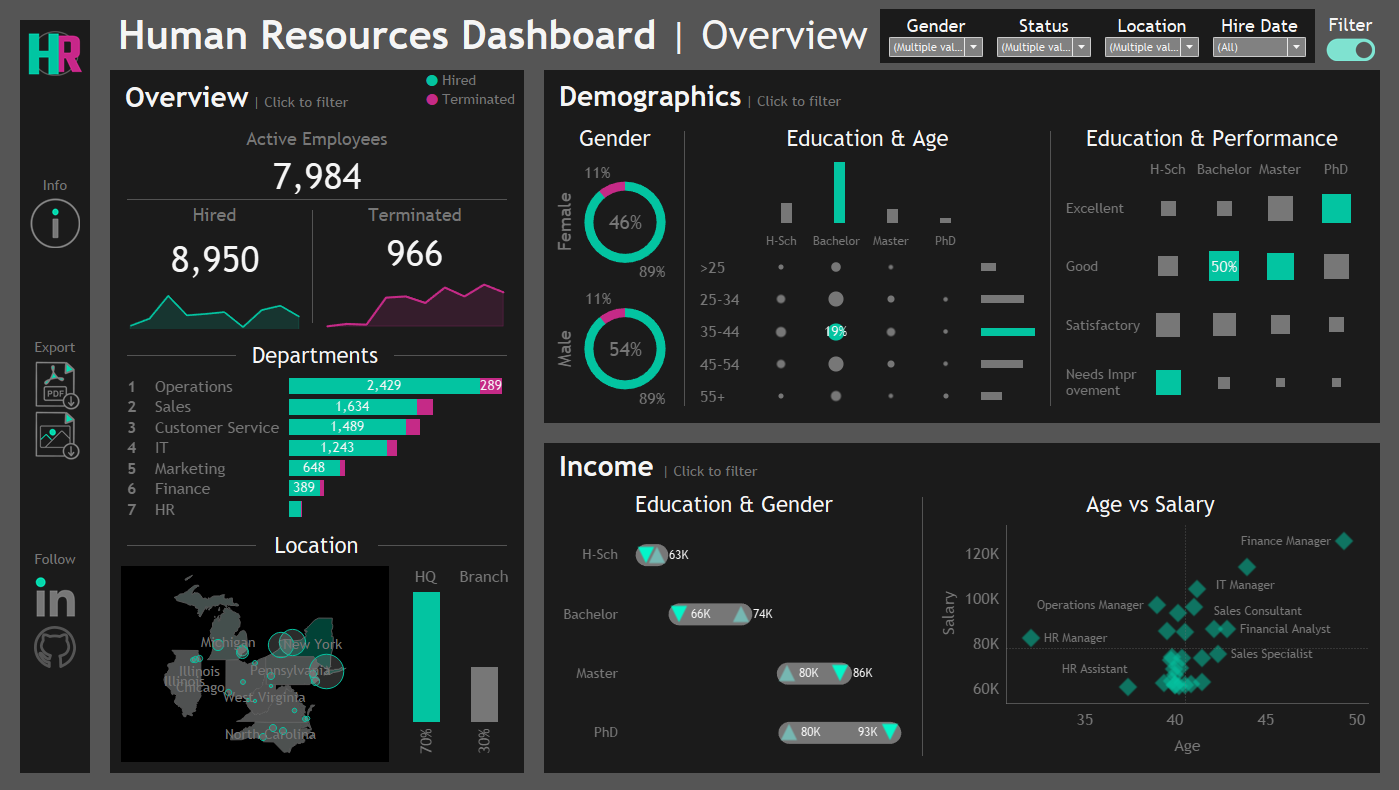 HR
Human Resources Dashboard | Overview
Gender
Status
Location
Hire Date
Filter
(Multiple val...
(Multiple val...
(Multiple val...
(All)
Info
Export
PDF
Follow
in
Overview | Click to filter
Hired
Terminated
Active Employees
7,984
Hired
Terminated
8,950
966
Departments
1 Operations 2,429 289
2 Sales 1,634
3 Customer Service 1,489
4 IT 1,243
5 Marketing 648
6 Finance 389
7 HR
Location
HQ Branch
Michigan
New York
Illinois
Pennsylvania
Illinois
Chicago
West Virginia
North Carolina
70% 30%
Demographics | Click to filter
Gender
11%
Female
46%
89%
11%
Male
54%
89%
Education & Age
H-Sch Bachelor Master PhD
>25
25-34
35-44 19%
45-54
55+
Education & Performance
H-Sch Bachelor Master PhD
Excellent
Good 50%
Satisfactory
Needs Impr
ovement
Income | Click to filter
Education & Gender
H-Sch 63K
Bachelor 66K 74K
Master 80K 86K
PhD 80K 93K
Age vs Salary
Salary
120K
100K
80K
60K
Finance Manager
IT Manager
Operations Manager
Sales Consultant
Financial Analyst
HR Manager
Sales Specialist
HR Assistant
35 40 45 50
Age